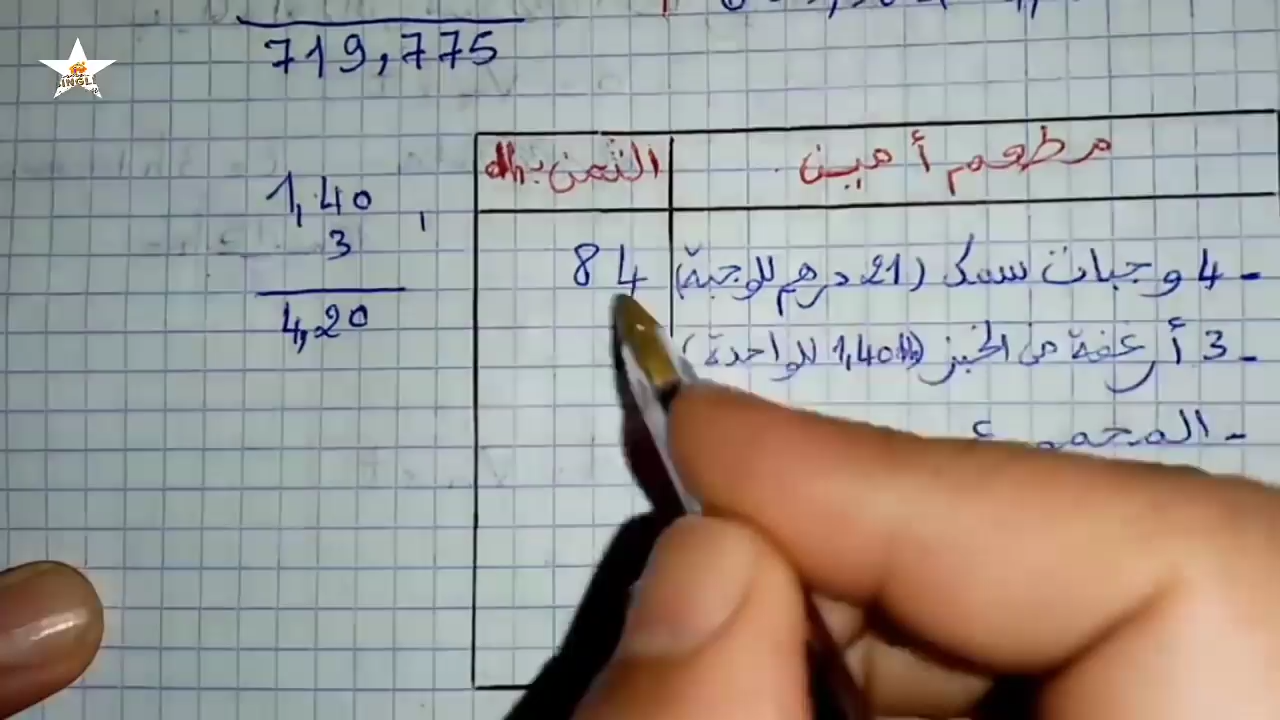 719,775
مطعم أمين
الثمن بـ dh
- 4 وجبات سمك (21 درهم للوجبة)
84
- 3 أرغفة من الخبز (1,40dh للواحدة)
- المجموع
1,40
3
4,20